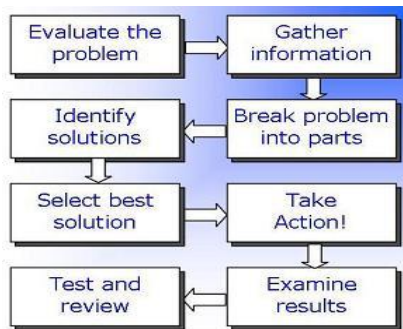 Evaluate the
problem
Gather
information
Break problem
into parts
Identify
solutions
Select best
solution
Take
Action!
Examine
results
Test and
review